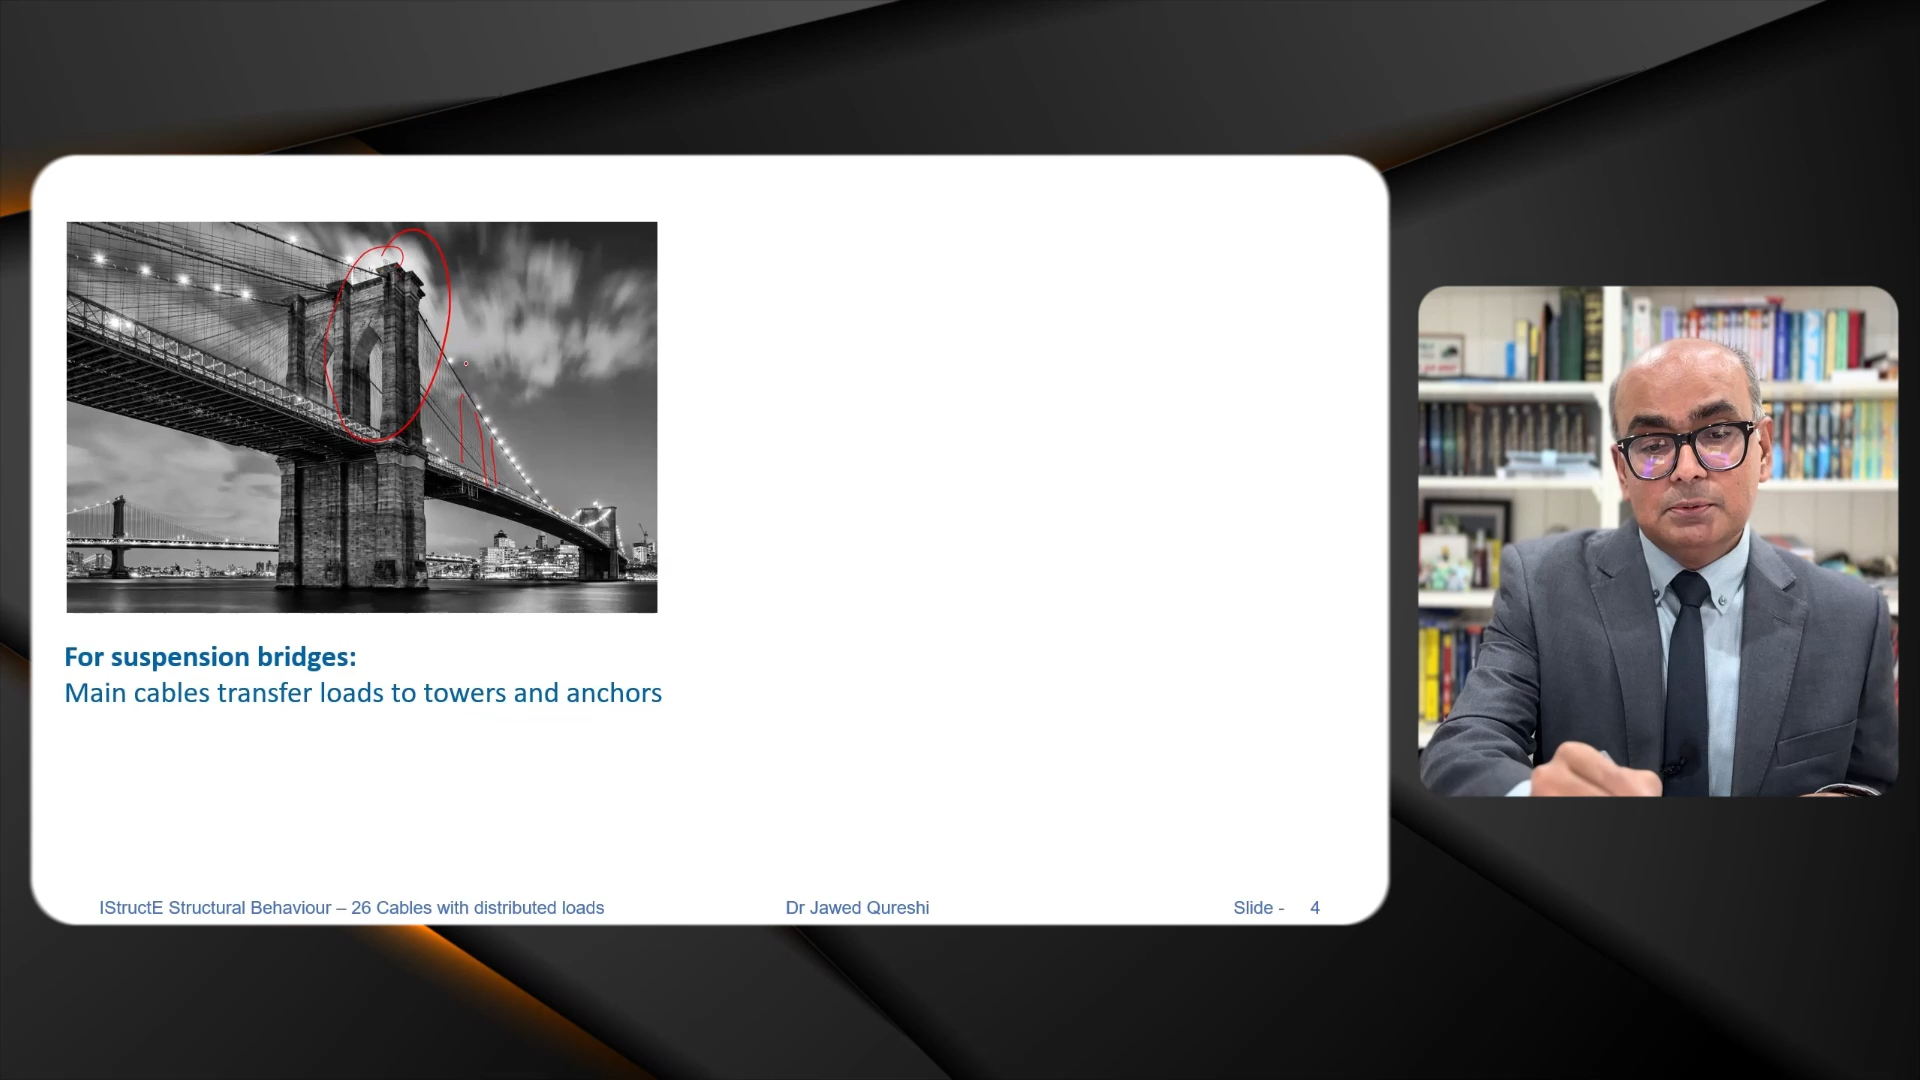 For suspension bridges:
Main cables transfer loads to towers and anchors
IStructE Structural Behaviour – 26 Cables with distributed loads
Dr Jawed Qureshi
Slide - 4